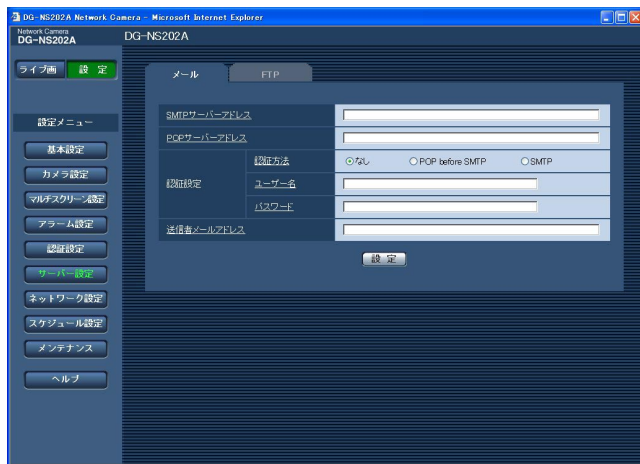 DG-NS202A Network Camera - Microsoft Internet Explorer
Network Camera
DG-NS202A
DG-NS202A
ライブ画 設 定
メール FTP
設定メニュー
基本設定
カメラ設定
マルチスクリーン設定
アラーム設定
認証設定
サーバー設定
ネットワーク設定
スケジュール設定
メンテナンス
ヘルプ
SMTPサーバーアドレス
POPサーバーアドレス
認証設定
認証方法 なし POP before SMTP SMTP
ユーザー名
パスワード
送信者メールアドレス
設 定